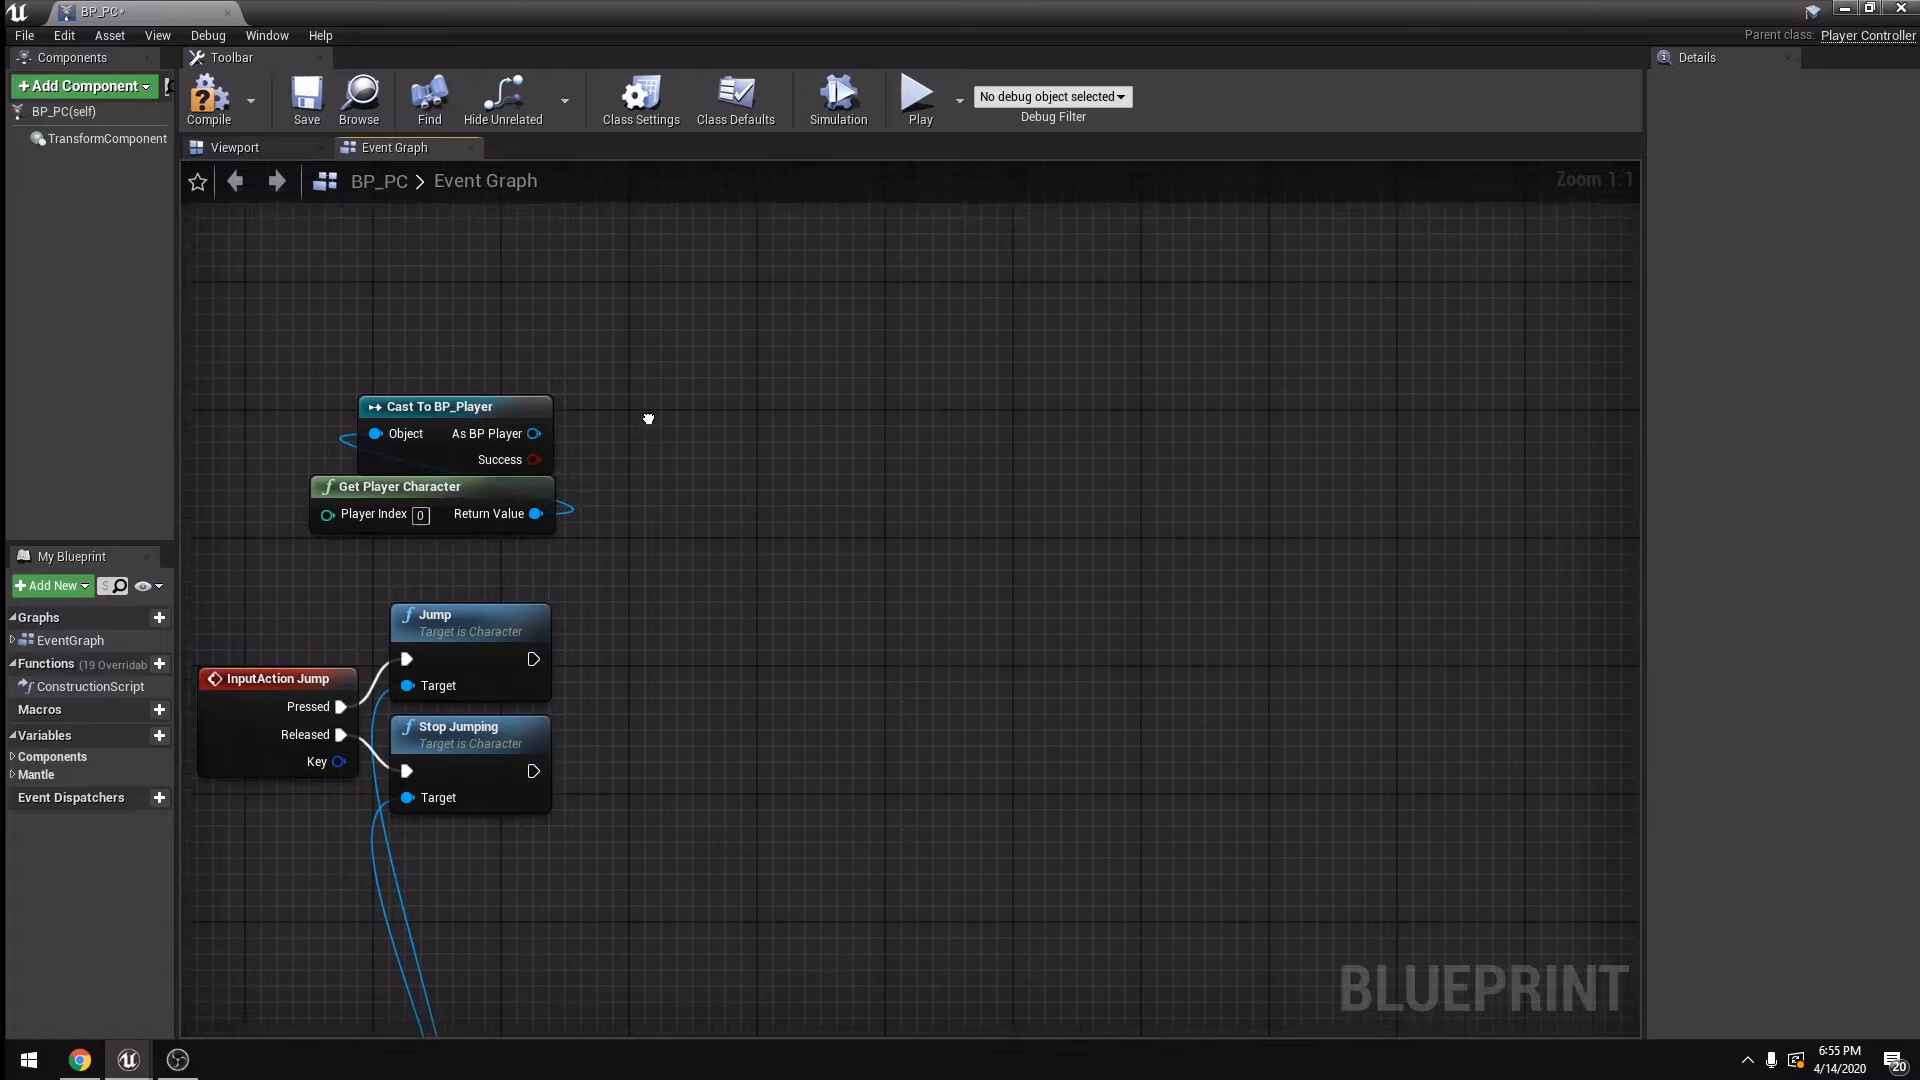 BP_PC*
File Edit Asset View Debug Window Help
Parent class: Player Controller
Components
Toolbar
Details
+Add Component
BP_PC(self)
TransformComponent
Compile
Save
Browse
Find
Hide Unrelated
Class Settings
Class Defaults
Simulation
Play
No debug object selected
Debug Filter
Viewport
Event Graph
BP_PC > Event Graph
Zoom 1:1
Cast To BP_Player
Object
As BP Player
Success
Get Player Character
Player Index 0
Return Value
Jump
Target is Character
Target
InputAction Jump
Pressed
Released
Key
Stop Jumping
Target is Character
Target
My Blueprint
+Add New
S
Graphs
EventGraph
Functions (19 Overridab
ConstructionScript
Macros
Variables
Components
Mantle
Event Dispatchers
BLUEPRINT
6:55 PM
4/14/2020
20